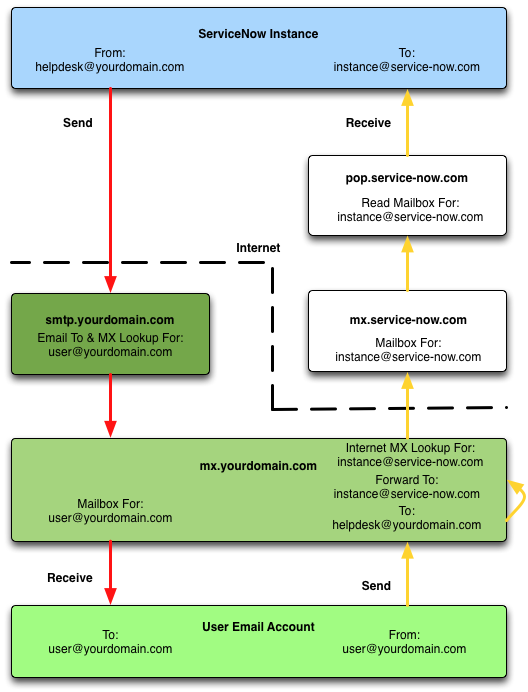 ServiceNow Instance
From:
helpdesk@yourdomain.com
To:
instance@service-now.com
Send
Receive
pop.service-now.com
Read Mailbox For:
instance@service-now.com
Internet
smtp.yourdomain.com
Email To & MX Lookup For:
user@yourdomain.com
mx.service-now.com
Mailbox For:
instance@service-now.com
mx.yourdomain.com
Mailbox For:
user@yourdomain.com
Internet MX Lookup For:
instance@service-now.com
Forward To:
instance@service-now.com
To:
helpdesk@yourdomain.com
Receive
Send
User Email Account
To:
user@yourdomain.com
From:
user@yourdomain.com